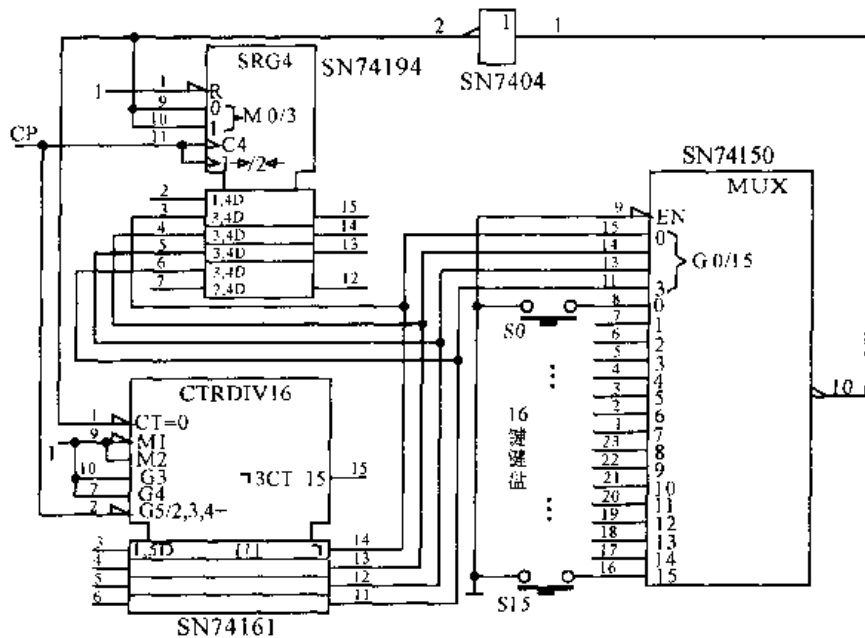 2
1
1
SN7404
SRG4
SN74194
1
1
R
9
0
10
1
M 0/3
CP
11
C4
1→/2←
2
1,4D
15
3
3,4D
14
4
3,4D
13
5
3,4D
6
3,4D
7
2,4D
12
SN74150
MUX
9
EN
15
0
14
13
G 0/15
11
3
8
0
S0
7
1
6
2
5
3
4
4
3
5
2
6
1
7
23
8
22
9
21
10
20
11
19
12
18
13
17
14
16
15
10
16
键
键
盘
S15
CTRDIV16
1
CT=0
1
9
M1
M2
10
G3
7
G4
3CT 15
15
2
G5/2,3,4+
3
1,5D
[1]
14
4
13
5
12
6
11
SN74161